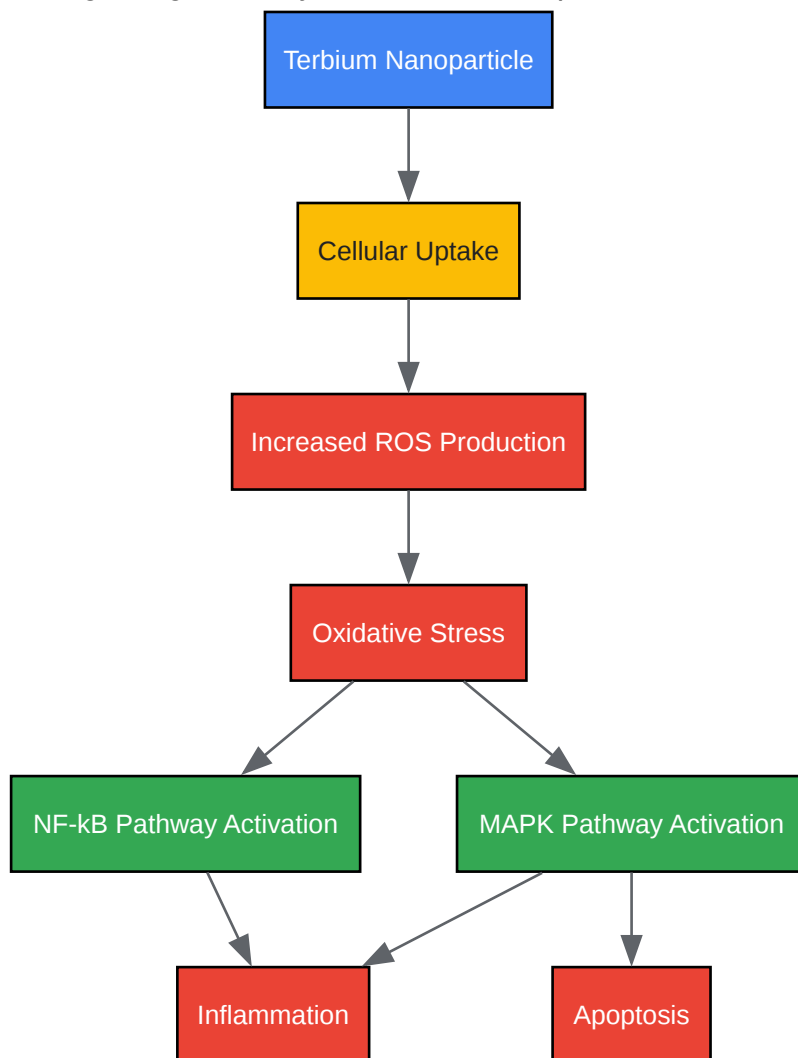 Terbium Nanoparticle
Cellular Uptake
Increased ROS Production
Oxidative Stress
NF-kB Pathway Activation
MAPK Pathway Activation
Inflammation
Apoptosis